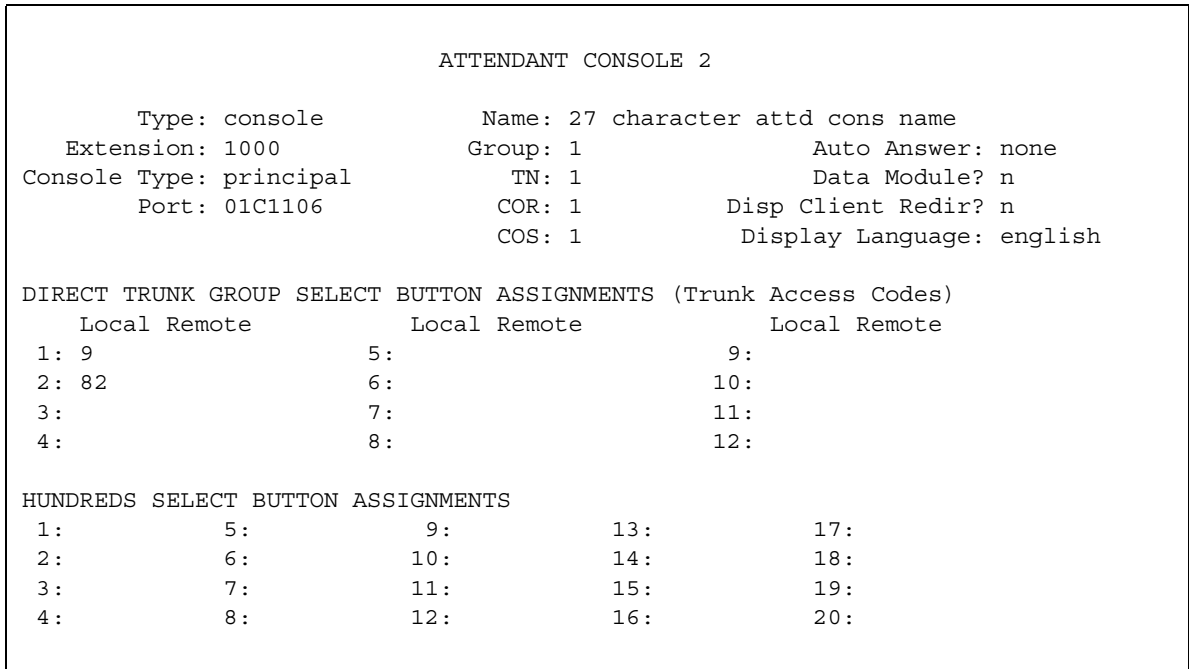 ATTENDANT CONSOLE 2
Type: console Name: 27 character attd cons name
Extension: 1000 Group: 1 Auto Answer: none
Console Type: principal TN: 1 Data Module? n
Port: 01C1106 COR: 1 Disp Client Redir? n
COS: 1 Display Language: english
DIRECT TRUNK GROUP SELECT BUTTON ASSIGNMENTS (Trunk Access Codes)
Local Remote Local Remote Local Remote
1: 9 5: 9:
2: 82 6: 10:
3: 7: 11:
4: 8: 12:
HUNDREDS SELECT BUTTON ASSIGNMENTS
1: 5: 9: 13: 17:
2: 6: 10: 14: 18:
3: 7: 11: 15: 19:
4: 8: 12: 16: 20: